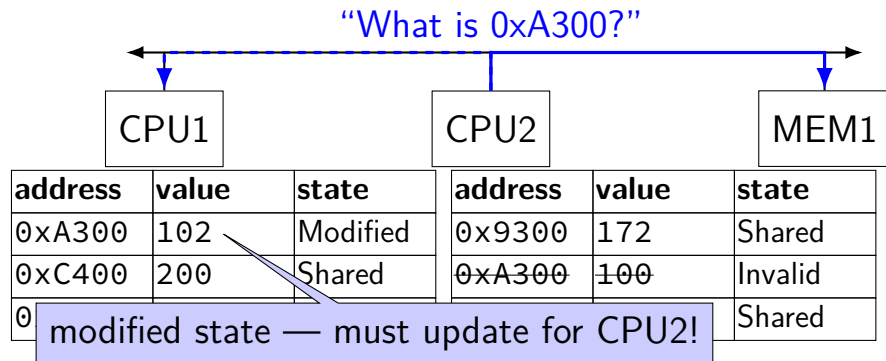 “What is 0xA300?”
CPU1 CPU2 MEM1
address value state address value state
0xA300 102 Modified 0x9300 172 Shared
0xC400 200 Shared 0xA300 100 Invalid
0 Shared
modified state — must update for CPU2!